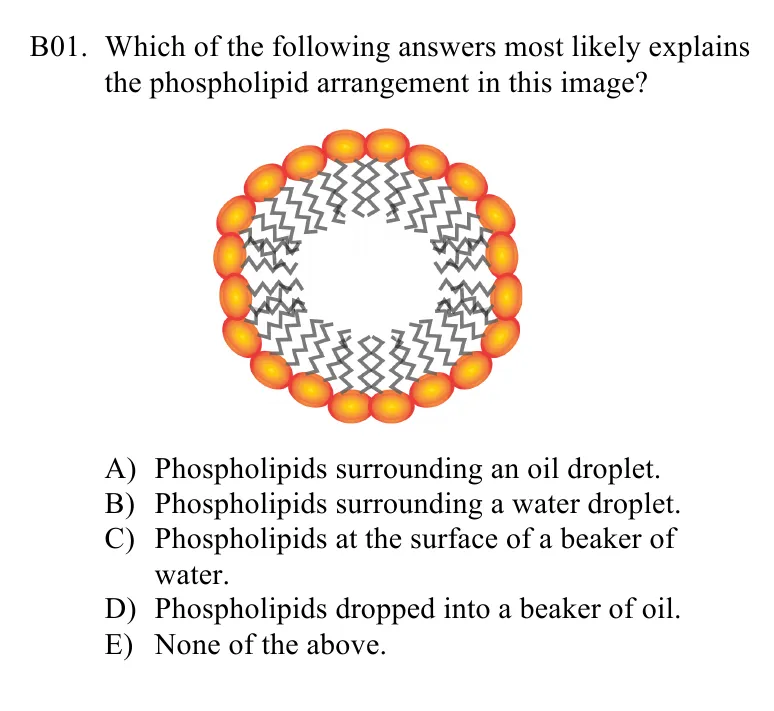 B01. Which of the following answers most likely explains
the phospholipid arrangement in this image?
A) Phospholipids surrounding an oil droplet.
B) Phospholipids surrounding a water droplet.
C) Phospholipids at the surface of a beaker of
water.
D) Phospholipids dropped into a beaker of oil.
E) None of the above.